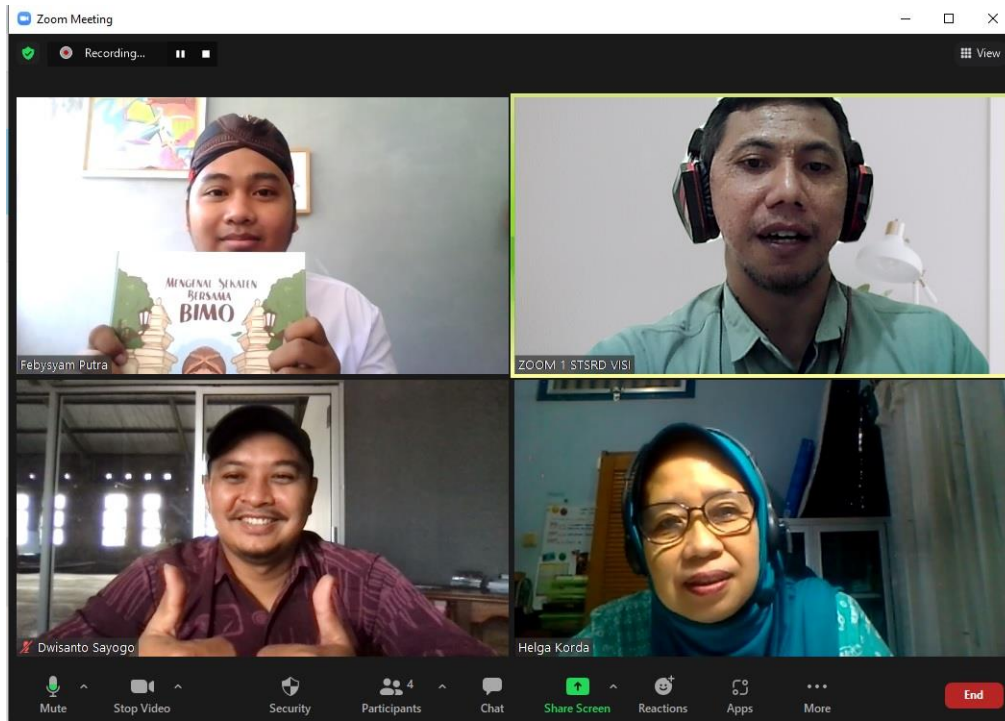 Zoom Meeting
Recording...
View
MENGENAL SEKATEN
BERSAMA
BIMO
Febysyam Putra
ZOOM 1 STSRD VISI
Dwisanto Sayogo
Helga Korda
Mute
Stop Video
Security
4
Participants
Chat
Share Screen
Reactions
Apps
More
End